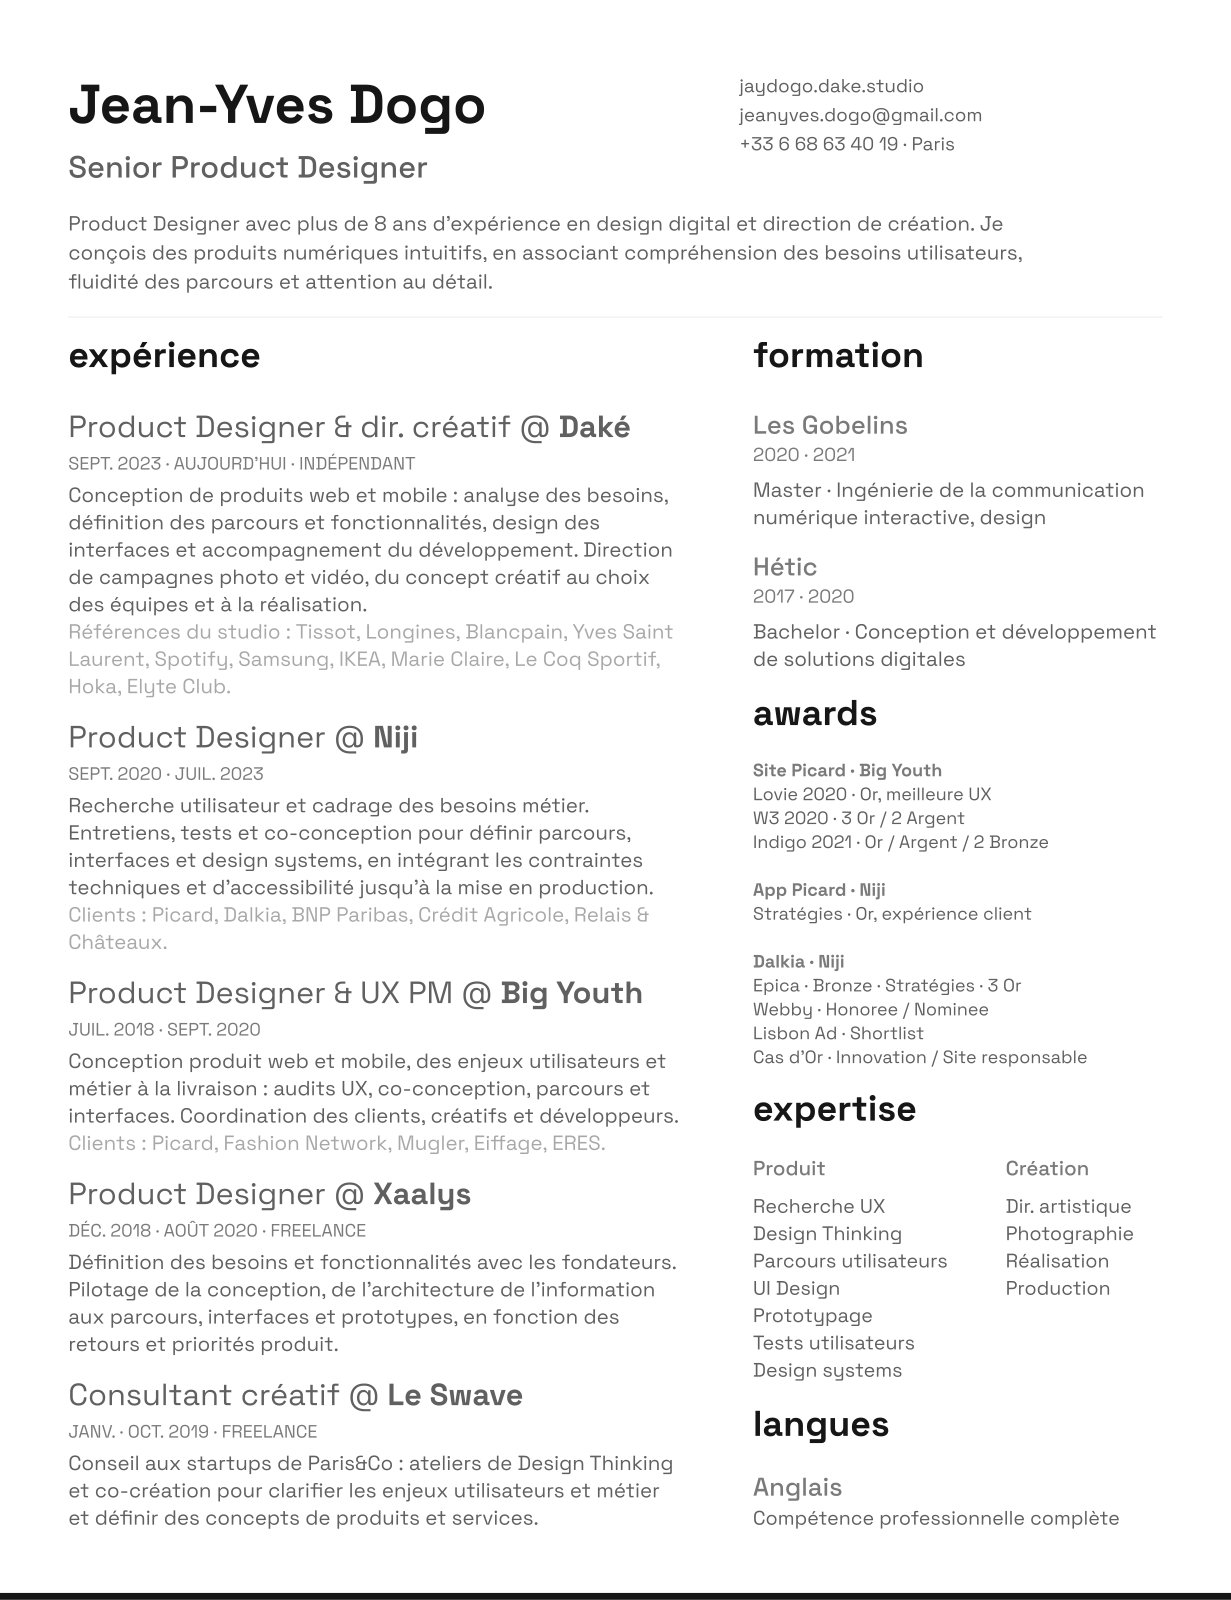 Jean-Yves Dogo
Senior Product Designer
jaydogo.dake.studio
jeanyves.dogo@gmail.com
+33 6 68 63 40 19 · Paris
Product Designer avec plus de 8 ans d’expérience en design digital et direction de création. Je
conçois des produits numériques intuitifs, en associant compréhension des besoins utilisateurs,
fluidité des parcours et attention au détail.
expérience
Product Designer & dir. créatif @ Daké
SEPT. 2023 · AUJOURD’HUI · INDÉPENDANT
Conception de produits web et mobile : analyse des besoins,
définition des parcours et fonctionnalités, design des
interfaces et accompagnement du développement. Direction
de campagnes photo et vidéo, du concept créatif au choix
des équipes et à la réalisation.
Références du studio : Tissot, Longines, Blancpain, Yves Saint
Laurent, Spotify, Samsung, IKEA, Marie Claire, Le Coq Sportif,
Hoka, Elyte Club.
Product Designer @ Niji
SEPT. 2020 · JUIL. 2023
Recherche utilisateur et cadrage des besoins métier.
Entretiens, tests et co-conception pour définir parcours,
interfaces et design systems, en intégrant les contraintes
techniques et d’accessibilité jusqu’à la mise en production.
Clients : Picard, Dalkia, BNP Paribas, Crédit Agricole, Relais &
Châteaux.
Product Designer & UX PM @ Big Youth
JUIL. 2018 · SEPT. 2020
Conception produit web et mobile, des enjeux utilisateurs et
métier à la livraison : audits UX, co-conception, parcours et
interfaces. Coordination des clients, créatifs et développeurs.
Clients : Picard, Fashion Network, Mugler, Eiffage, ERES.
Product Designer @ Xaalys
DÉC. 2018 · AOÛT 2020 · FREELANCE
Définition des besoins et fonctionnalités avec les fondateurs.
Pilotage de la conception, de l’architecture de l’information
aux parcours, interfaces et prototypes, en fonction des
retours et priorités produit.
Consultant créatif @ Le Swave
JANV. · OCT. 2019 · FREELANCE
Conseil aux startups de Paris&Co : ateliers de Design Thinking
et co-création pour clarifier les enjeux utilisateurs et métier
et définir des concepts de produits et services.
formation
Les Gobelins
2020 · 2021
Master · Ingénierie de la communication
numérique interactive, design
Hétic
2017 · 2020
Bachelor · Conception et développement
de solutions digitales
awards
Site Picard · Big Youth
Lovie 2020 · Or, meilleure UX
W3 2020 · 3 Or / 2 Argent
Indigo 2021 · Or / Argent / 2 Bronze
App Picard · Niji
Stratégies · Or, expérience client
Dalkia · Niji
Epica · Bronze · Stratégies · 3 Or
Webby · Honoree / Nominee
Lisbon Ad · Shortlist
Cas d’Or · Innovation / Site responsable
expertise
Produit
Recherche UX
Design Thinking
Parcours utilisateurs
UI Design
Prototypage
Tests utilisateurs
Design systems
Création
Dir. artistique
Photographie
Réalisation
Production
langues
Anglais
Compétence professionnelle complète